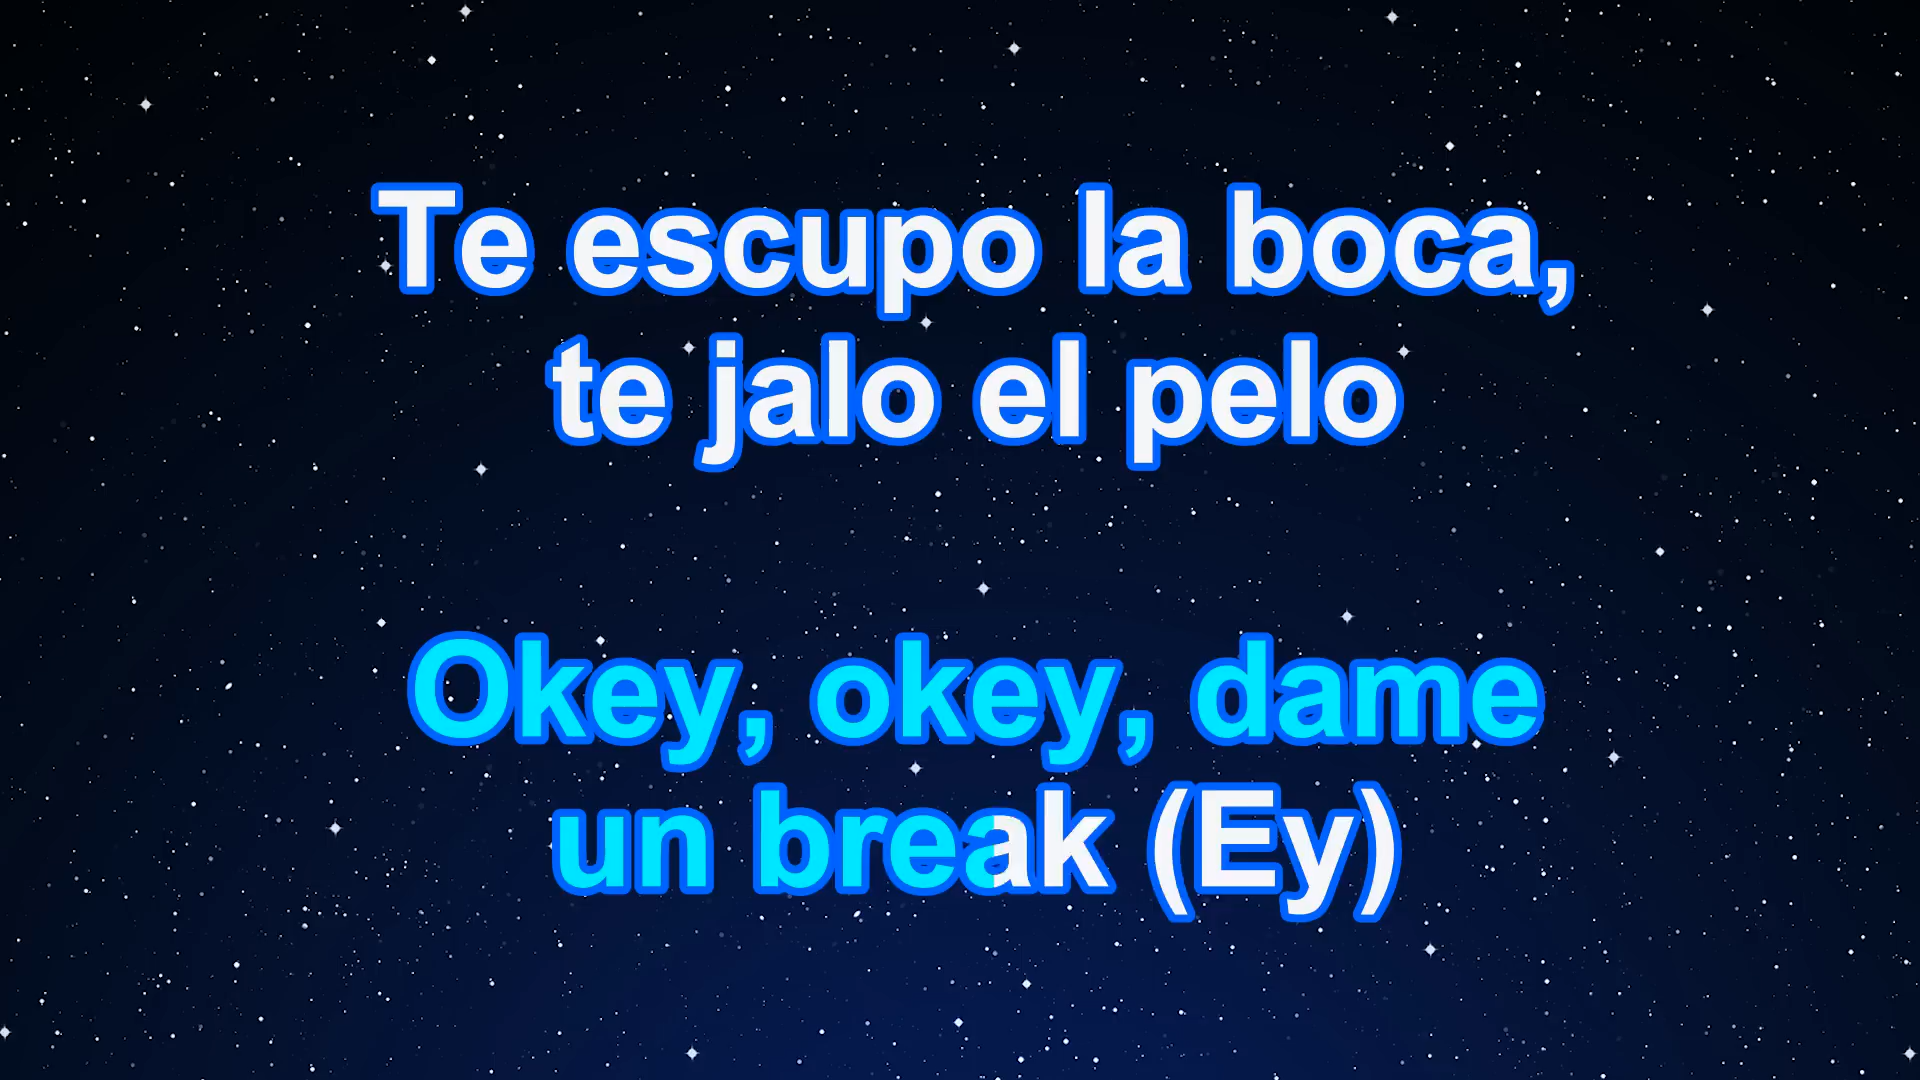 Te escupo la boca,
te jalo el pelo
Okey, okey, dame
un break (Ey)